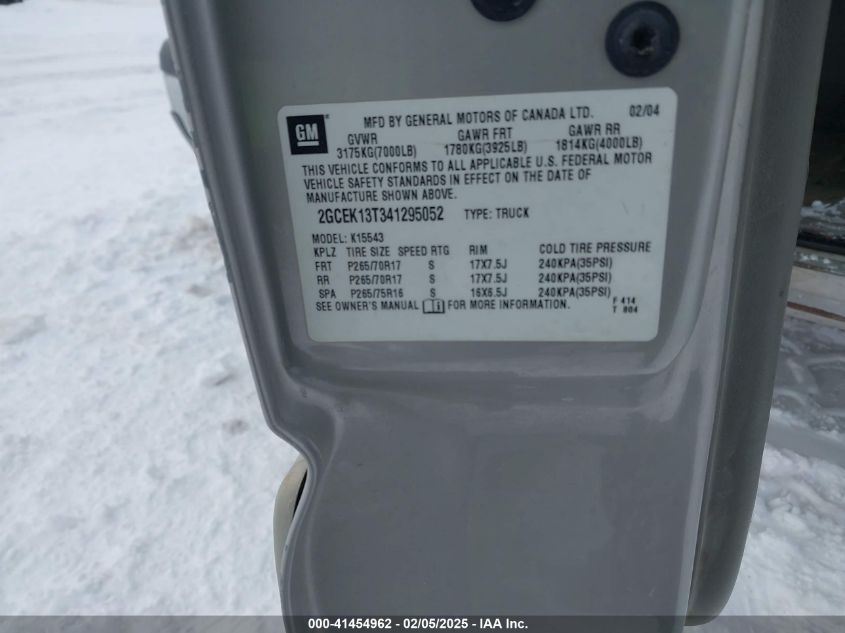 GM
MFD BY GENERAL MOTORS OF CANADA LTD. 02/04
GVWR GAWR FRT GAWR RR
3175KG(7000LB) 1780KG(3925LB) 1814KG(4000LB)
THIS VEHICLE CONFORMS TO ALL APPLICABLE U.S. FEDERAL MOTOR
VEHICLE SAFETY STANDARDS IN EFFECT ON THE DATE OF
MANUFACTURE SHOWN ABOVE.
2GCEK13T341295052 TYPE: TRUCK
MODEL: K15543
KPLZ TIRE SIZE SPEED RTG RIM COLD TIRE PRESSURE
FRT P265/70R17 S 17X7.5J 240KPA(35PSI)
RR P265/70R17 S 17X7.5J 240KPA(35PSI)
SPA P265/75R16 S 16X6.5J 240KPA(35PSI)
SEE OWNER'S MANUAL FOR MORE INFORMATION.
F 414
T 804
000-41454962 - 02/05/2025 - IAA Inc.